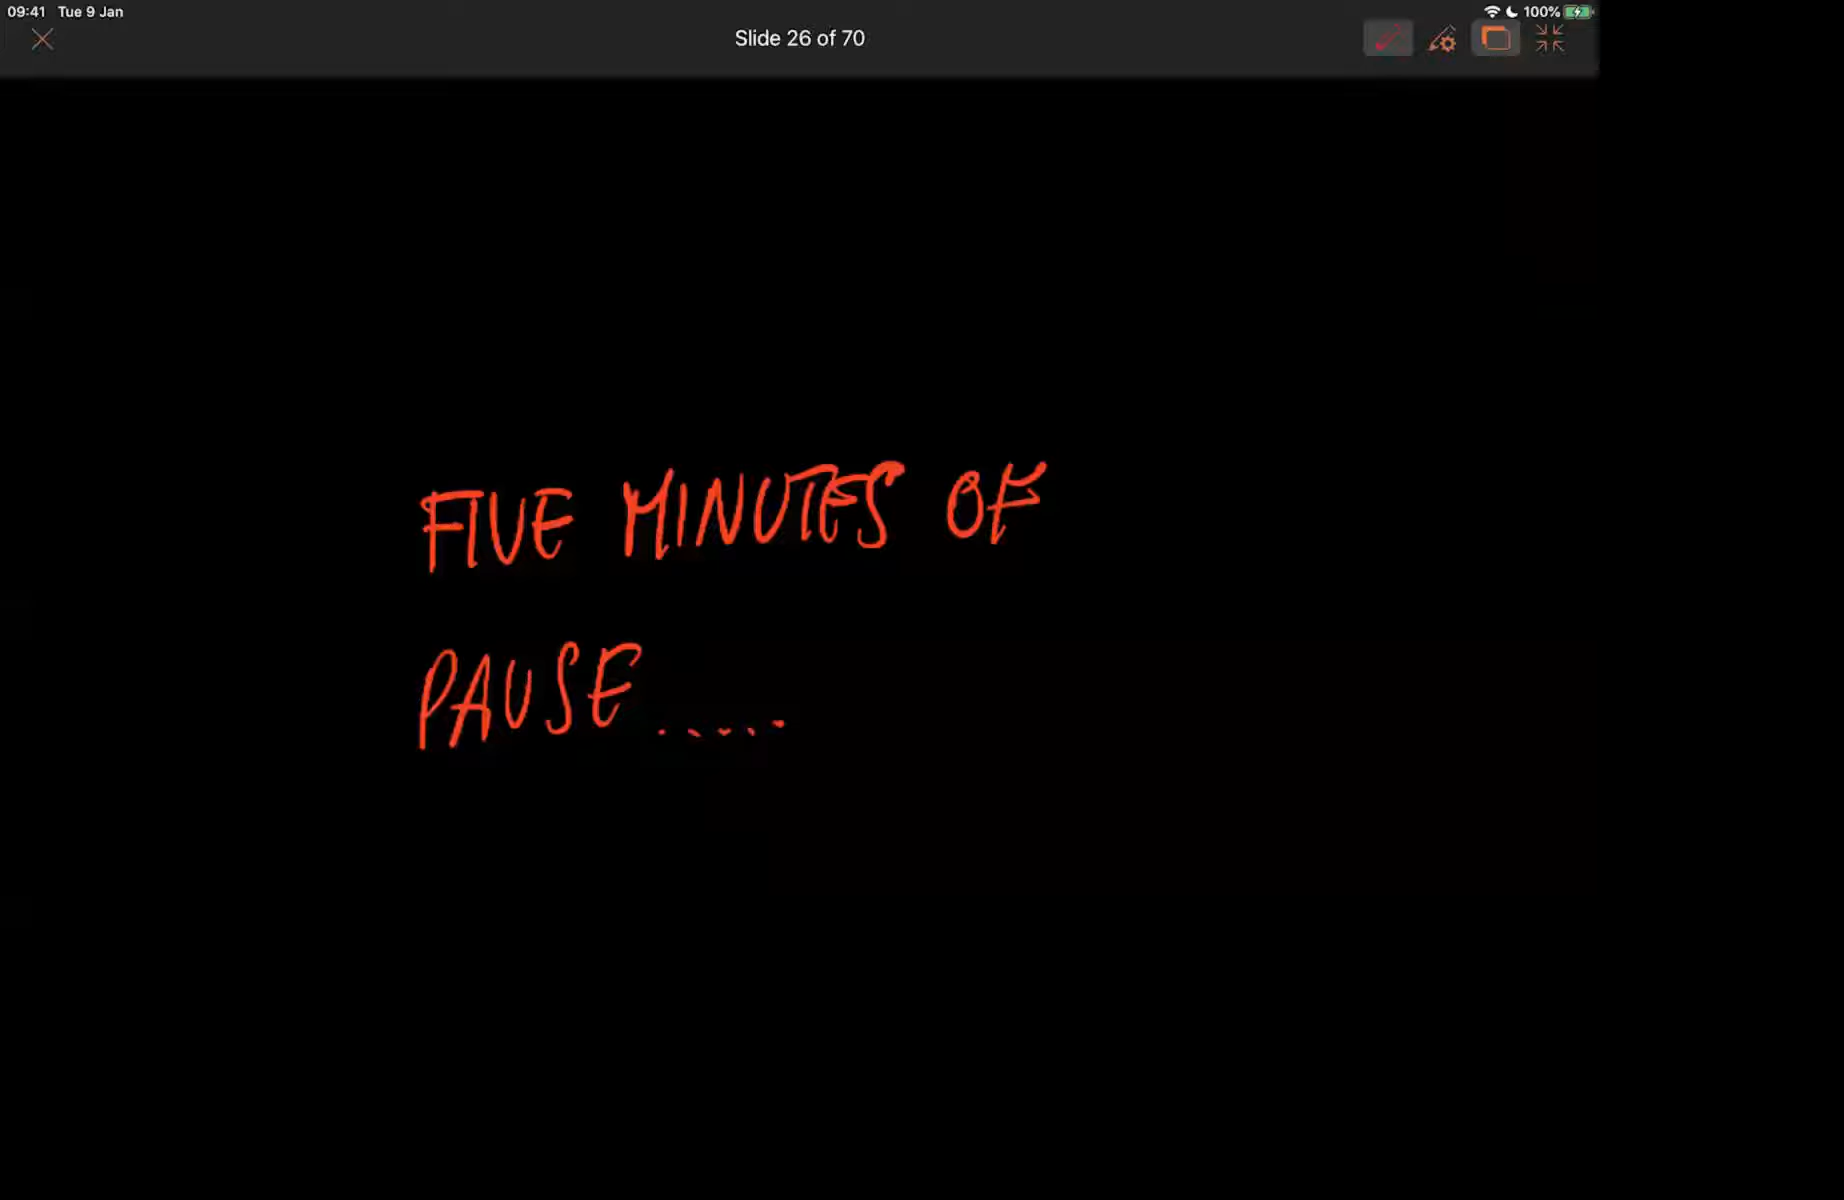 09:41 Tue 9 Jan
100%
Slide 26 of 70
FIVE MINUTES OF
PAUSE.....